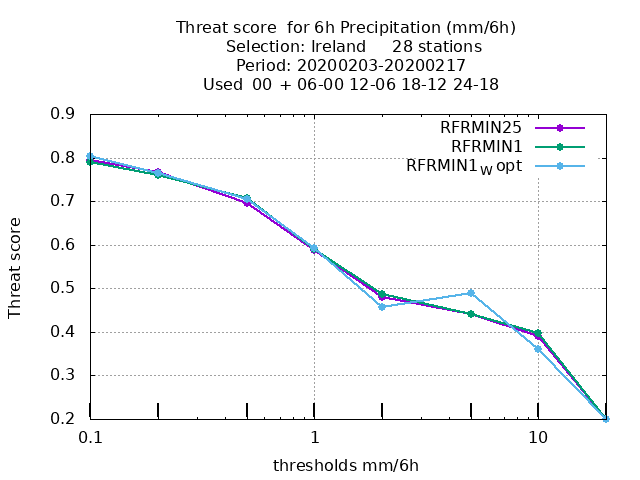 Threat score  for 6h Precipitation (mm/6h)
Selection: Ireland     28 stations
Period: 20200203-20200217
Used  00 + 06-00 12-06 18-12 24-18
RFRMIN25
RFRMIN1
RFRMIN1W opt
Threat score
0.9
0.8
0.7
0.6
0.5
0.4
0.3
0.2
0.1 1 10
thresholds mm/6h